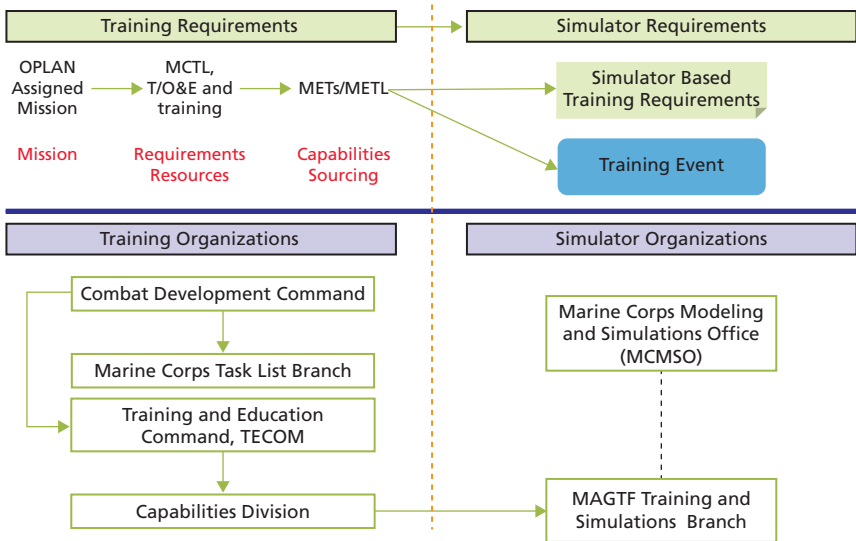 Training Requirements
Simulator Requirements
OPLAN
Assigned
Mission
MCTL,
T/O&E and
training
METs/METL
Simulator Based
Training Requirements
Mission
Requirements
Resources
Capabilities
Sourcing
Training Event
Training Organizations
Simulator Organizations
Combat Development Command
Marine Corps Task List Branch
Training and Education
Command, TECOM
Capabilities Division
Marine Corps Modeling
and Simulations Office
(MCMSO)
MAGTF Training and
Simulations Branch